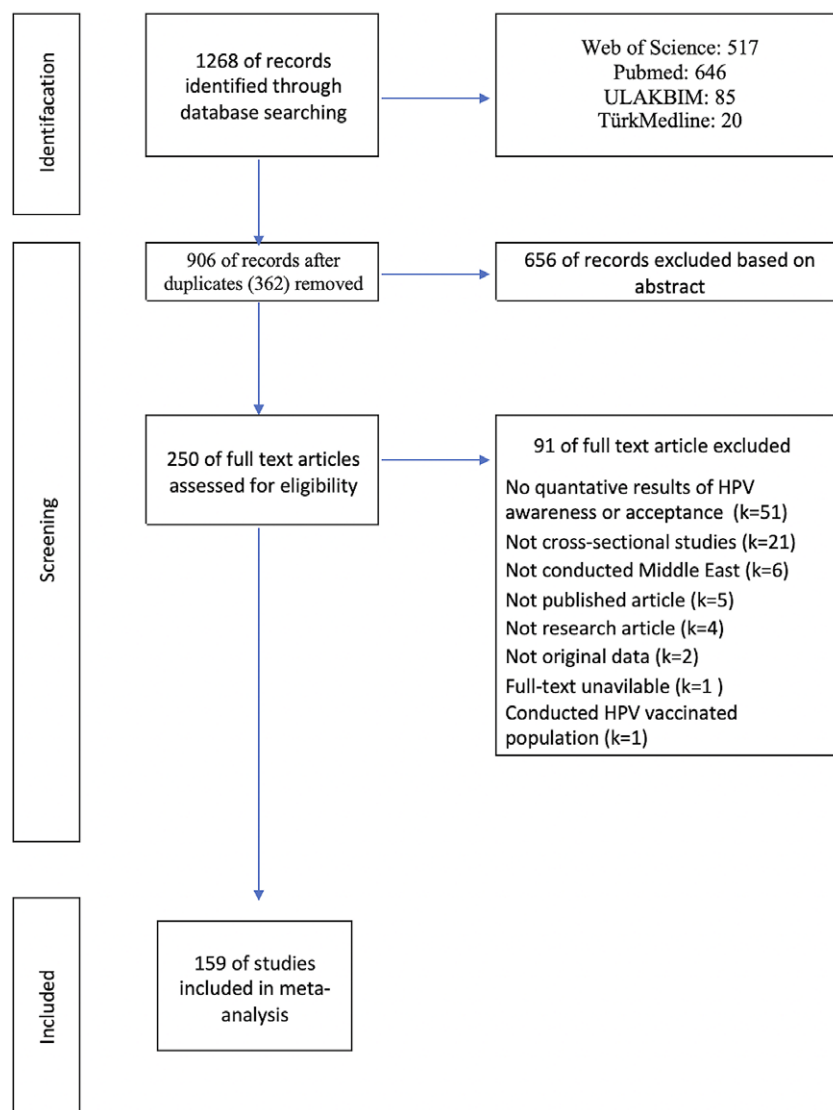 Identifacation
1268 of records
identified through
database searching
Web of Science: 517
Pubmed: 646
ULAKBIM: 85
TürkMedline: 20
Screening
906 of records after
duplicates (362) removed
656 of records excluded based on
abstract
250 of full text articles
assessed for eligibility
91 of full text article excluded
No quantative results of HPV
awareness or acceptance (k=51)
Not cross-sectional studies (k=21)
Not conducted Middle East (k=6)
Not published article (k=5)
Not research article (k=4)
Not original data (k=2)
Full-text unavilable (k=1 )
Conducted HPV vaccinated
population (k=1)
Included
159 of studies
included in meta-
analysis